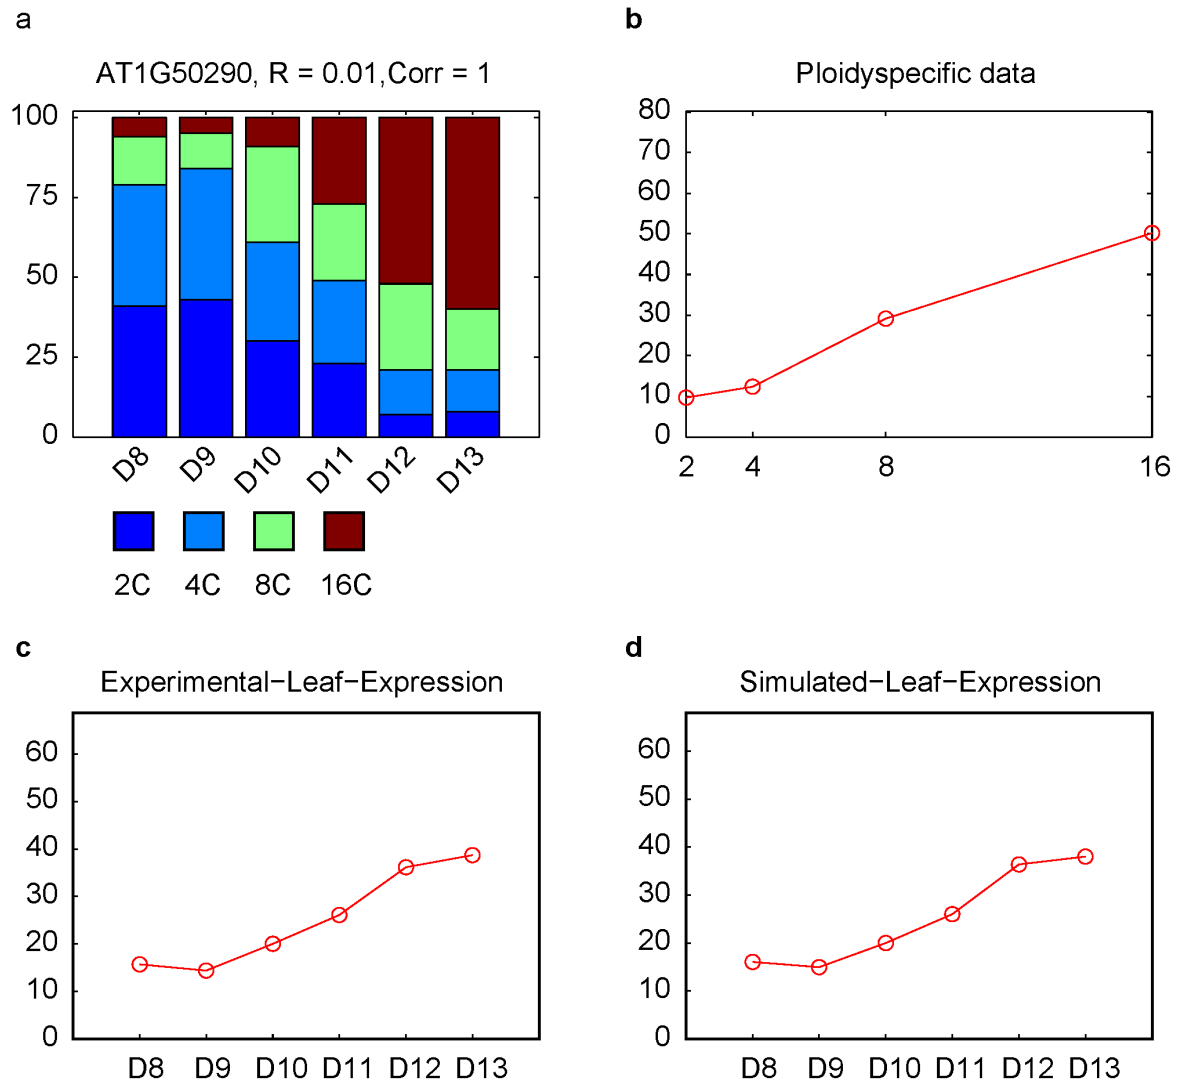 a
AT1G50290, R = 0.01,Corr = 1
100
75
50
25
0
D8 D9 D10 D11 D12 D13
2C 4C 8C 16C
b
Ploidyspecific data
80
70
60
50
40
30
20
10
0
2 4 8 16
c
Experimental−Leaf−Expression
60
50
40
30
20
10
0
D8 D9 D10 D11 D12 D13
d
Simulated−Leaf−Expression
60
50
40
30
20
10
0
D8 D9 D10 D11 D12 D13